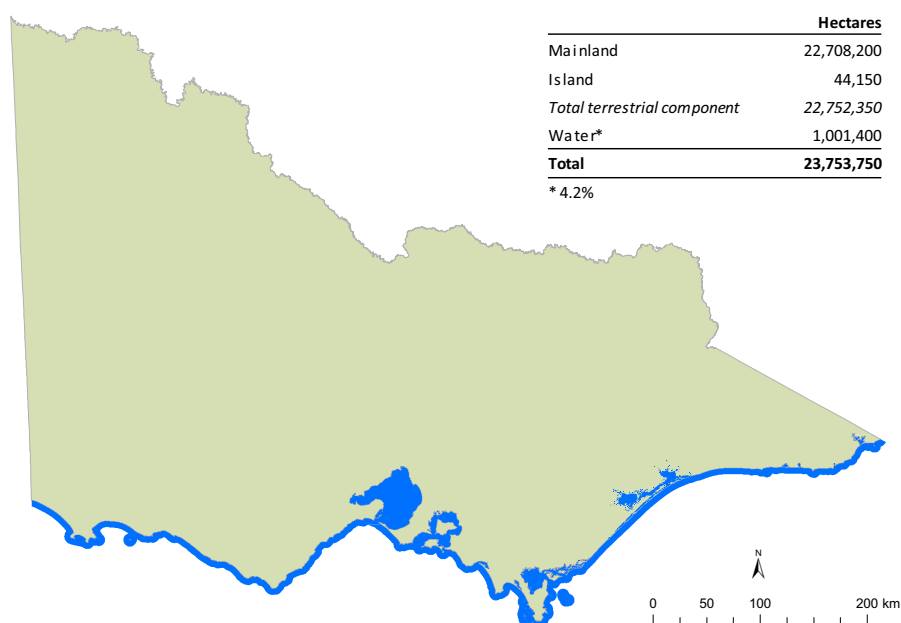 Hectares
Mainland 22,708,200
Island 44,150
Total terrestrial component 22,752,350
Water* 1,001,400
Total 23,753,750
* 4.2%
N
0 50 100 200 km